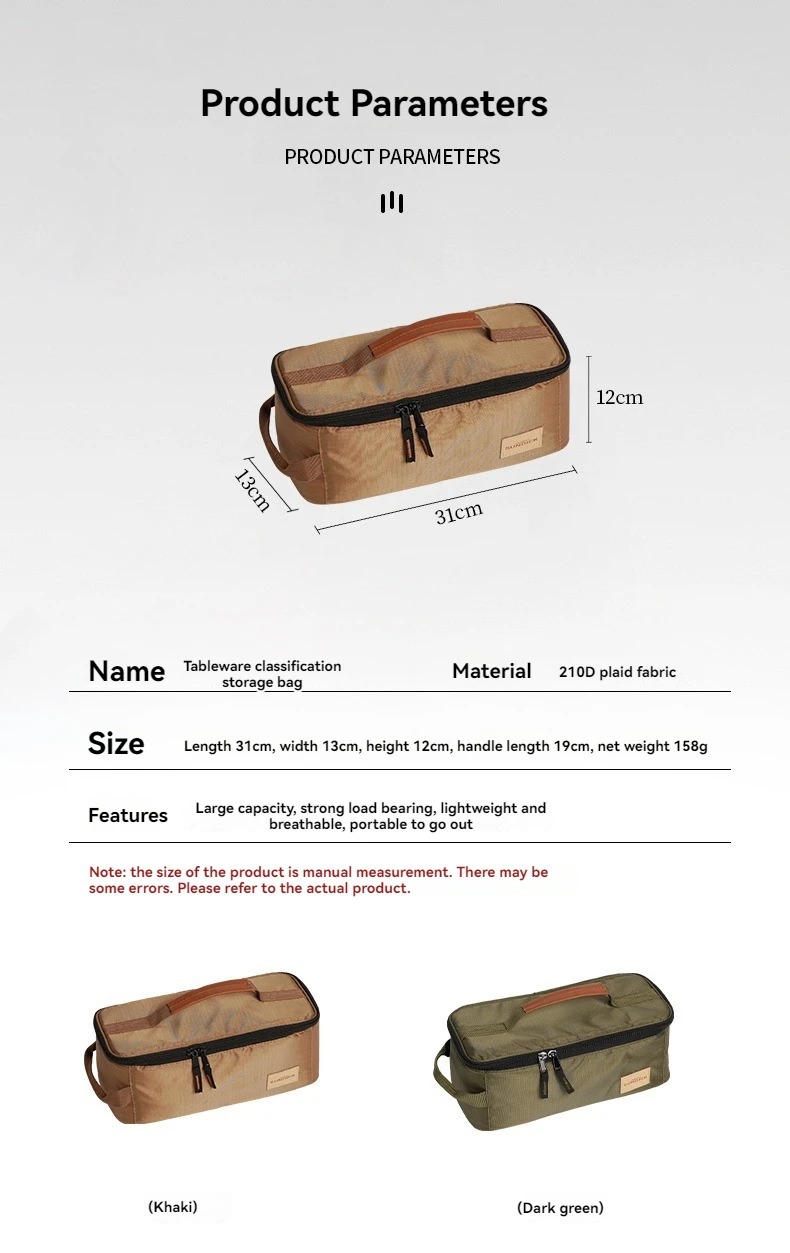 Product Parameters
PRODUCT PARAMETERS
12cm
13cm
31cm
Name
Tableware classification
storage bag
Material
210D plaid fabric
Size
Length 31cm, width 13cm, height 12cm, handle length 19cm, net weight 158g
Features
Large capacity, strong load bearing, lightweight and
breathable, portable to go out
Note: the size of the product is manual measurement. There may be
some errors. Please refer to the actual product.
(Khaki)
(Dark green)